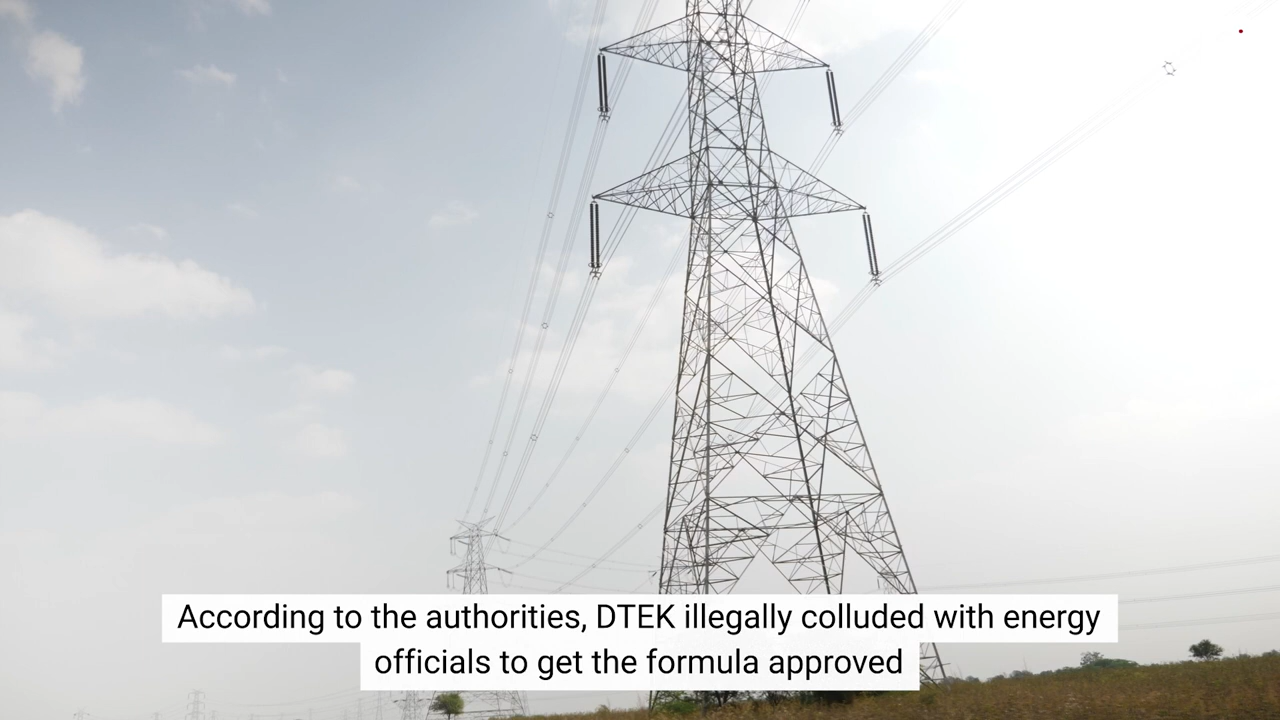 According to the authorities, DTEK illegally colluded with energy
officials to get the formula approved